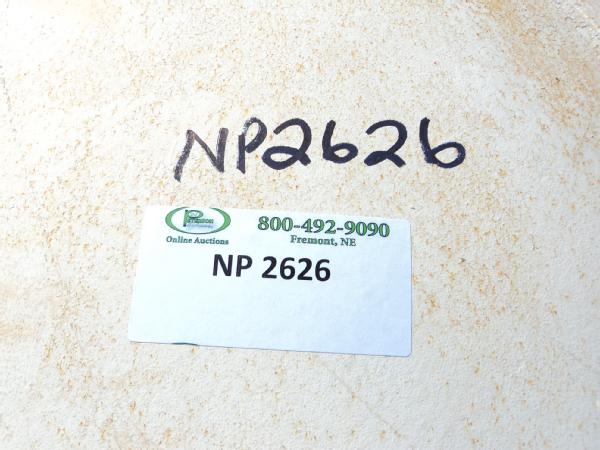 NP2626
800-492-9090
Online Auctions Fremont, NE
NP 2626